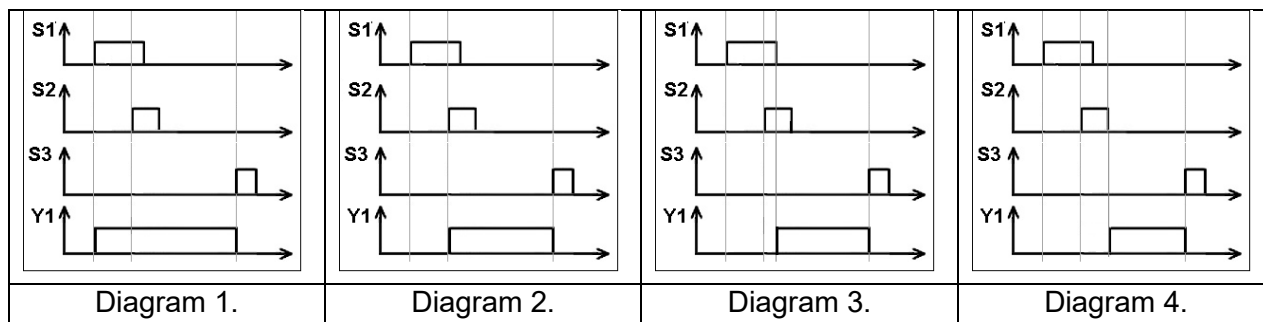 S1 S1 S1 S1
S2 S2 S2 S2
S3 S3 S3 S3
Y1 Y1 Y1 Y1
Diagram 1. Diagram 2. Diagram 3. Diagram 4.